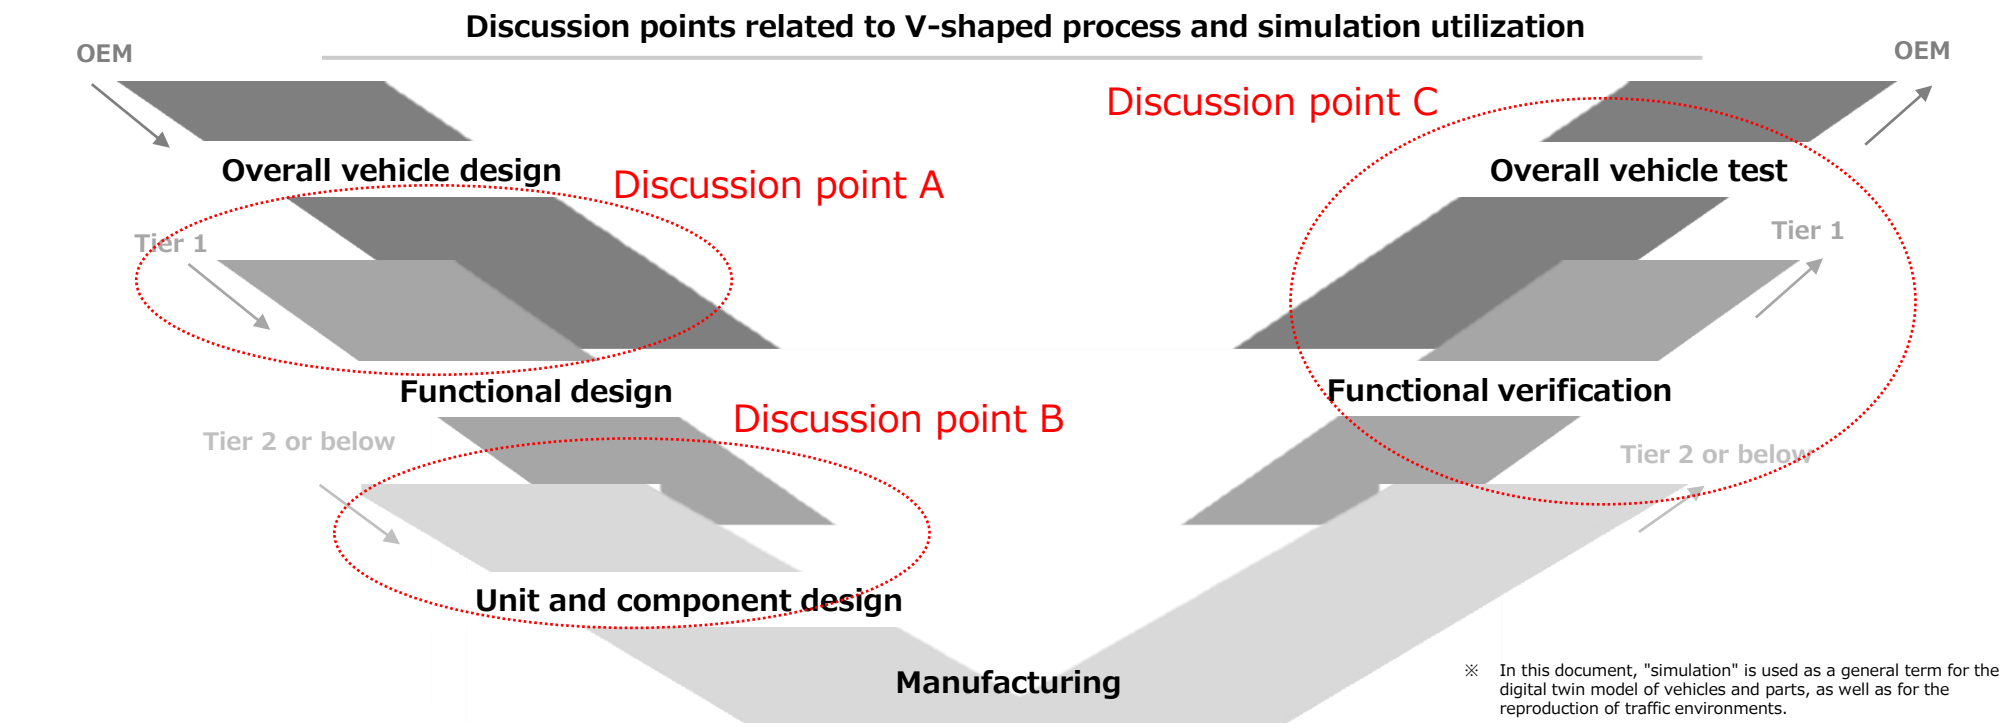 Discussion points related to V-shaped process and simulation utilization
OEM
OEM
Discussion point C
Overall vehicle design
Discussion point A
Overall vehicle test
Tier 1
Tier 1
Functional design
Functional verification
Discussion point B
Tier 2 or below
Tier 2 or below
Unit and component design
Manufacturing
※ In this document, "simulation" is used as a general term for the
digital twin model of vehicles and parts, as well as for the
reproduction of traffic environments.